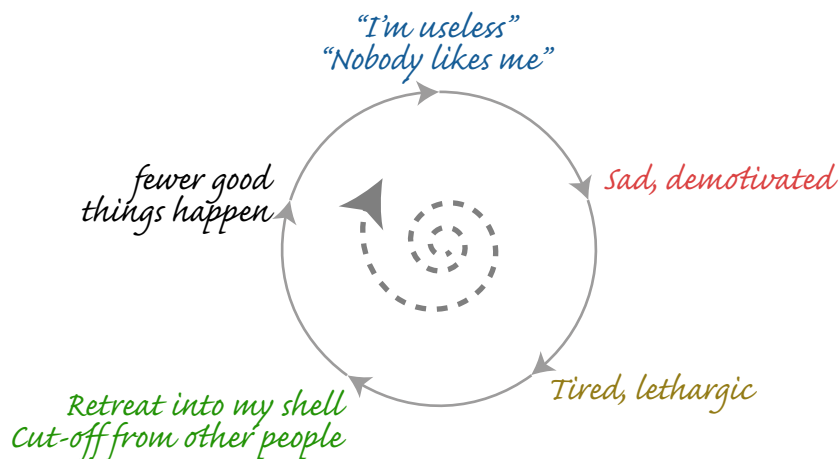 “I’m useless”
“Nobody likes me”
Sad, demotivated
Tired, lethargic
Retreat into my shell
Cut-off from other people
fewer good
things happen